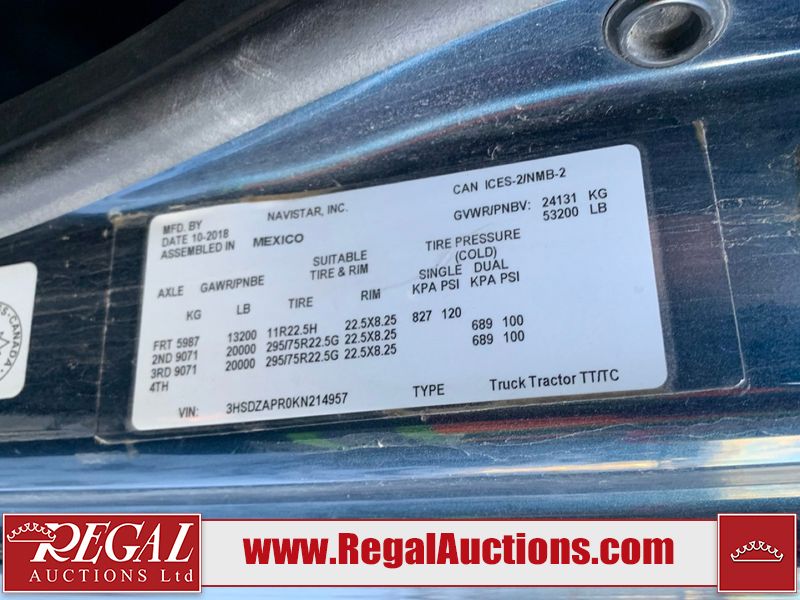 MFD. BY NAVISTAR, INC. CAN ICES-2/NMB-2
DATE 10-2018 GVWR/PNBV: 24131 KG
ASSEMBLED IN MEXICO 53200 LB
SUITABLE TIRE PRESSURE
AXLE GAWR/PNBE TIRE & RIM (COLD)
SINGLE DUAL
KG LB TIRE RIM KPA PSI KPA PSI
FRT 5987 13200 11R22.5H 22.5X8.25 827 120
2ND 9071 20000 295/75R22.5G 22.5X8.25 689 100
3RD 9071 20000 295/75R22.5G 22.5X8.25 689 100
4TH
VIN: 3HSDZAPR0KN214957 TYPE Truck Tractor TT/TC
CANADA
REGAL
AUCTIONS Ltd
www.RegalAuctions.com